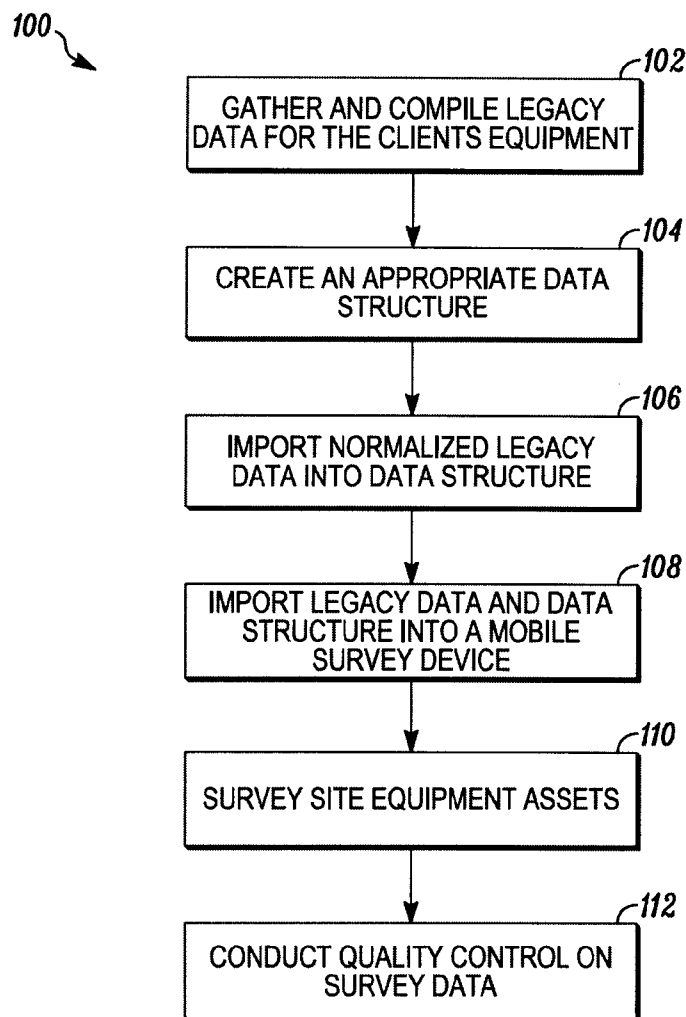 100
102
GATHER AND COMPILE LEGACY
DATA FOR THE CLIENTS EQUIPMENT
104
CREATE AN APPROPRIATE DATA
STRUCTURE
106
IMPORT NORMALIZED LEGACY
DATA INTO DATA STRUCTURE
108
IMPORT LEGACY DATA AND DATA
STRUCTURE INTO A MOBILE
SURVEY DEVICE
110
SURVEY SITE EQUIPMENT ASSETS
112
CONDUCT QUALITY CONTROL ON
SURVEY DATA